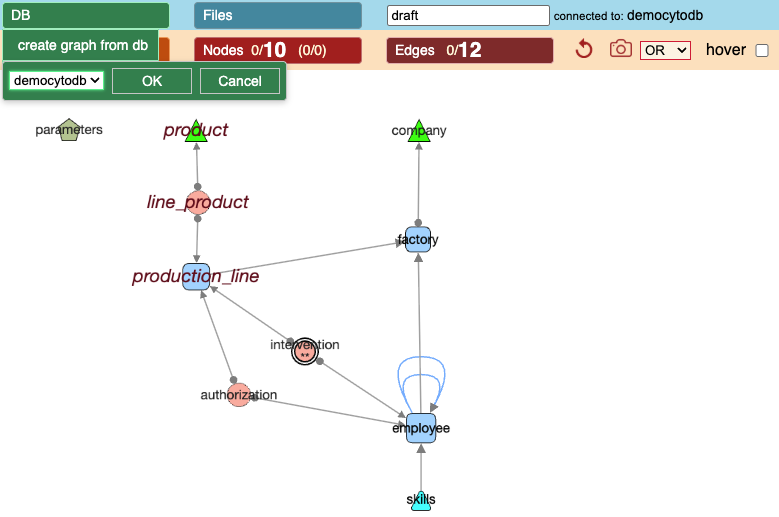 DB
Files
draft
connected to: democytodb
create graph from db
Nodes 0/10 (0/0)
Edges 0/12
OR
hover
democytodb
OK
Cancel
parameters
product
company
line_product
factory
production_line
intervention
**
authorization
employee
skills